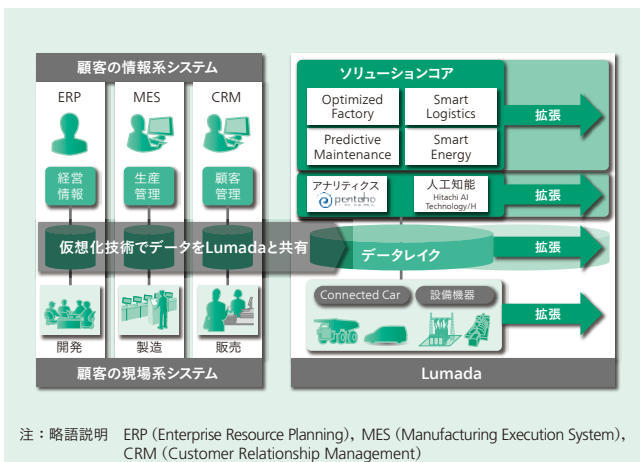 顧客の情報系システム
ERP
MES
CRM
経営
情報
生産
管理
顧客
管理
仮想化技術でデータをLumadaと共有
開発
製造
販売
顧客の現場系システム
ソリューションコア
Optimized
Factory
Smart
Logistics
Predictive
Maintenance
Smart
Energy
拡張
アナリティクス
pentaho
人工知能
Hitachi AI
Technology/H
拡張
データレイク
拡張
Connected Car
設備機器
拡張
Lumada
注：略語説明 ERP（Enterprise Resource Planning），MES（Manufacturing Execution System），
CRM（Customer Relationship Management）